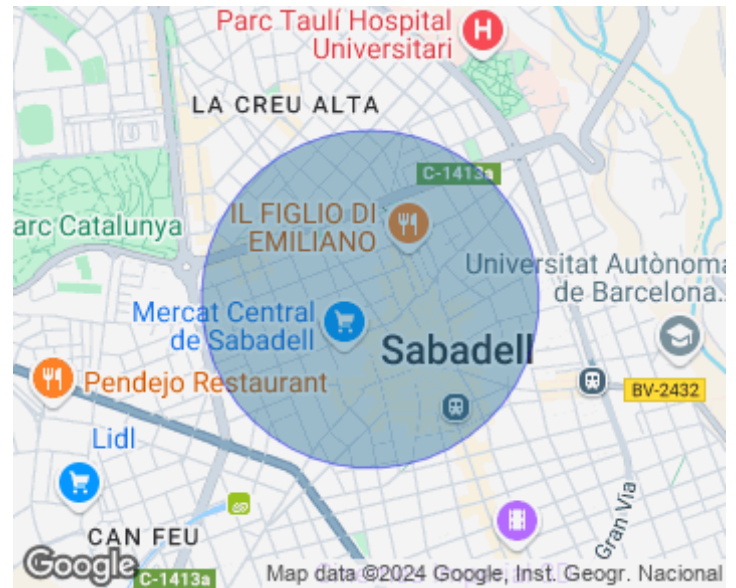 Parc Taulí Hospital
Universitari
H
LA CREU ALTA
C-1413a
IL FIGLIO DI
EMILIANO
arc Catalunya
Universitat Autònoma
de Barcelona...
Mercat Central
de Sabadell
Sabadell
Pendejo Restaurant
BV-2432
Lidl
Gran Via
CAN FEU
Google
C-1413a
Map data ©2024 Google, Inst. Geogr. Nacional